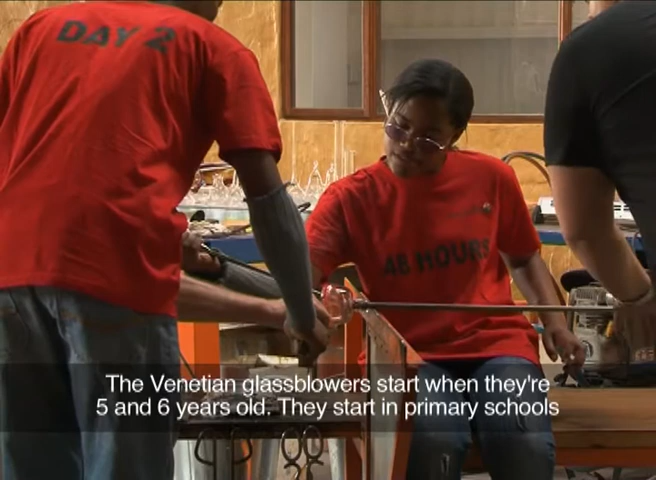 DAY 2
48 HOURS
The Venetian glassblowers start when they're
5 and 6 years old. They start in primary schools